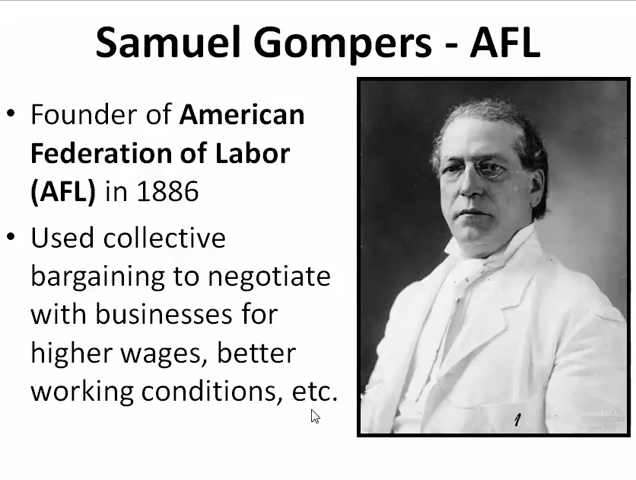 Samuel Gompers - AFL
• Founder of American
Federation of Labor
(AFL) in 1886
• Used collective
bargaining to negotiate
with businesses for
higher wages, better
working conditions, etc.